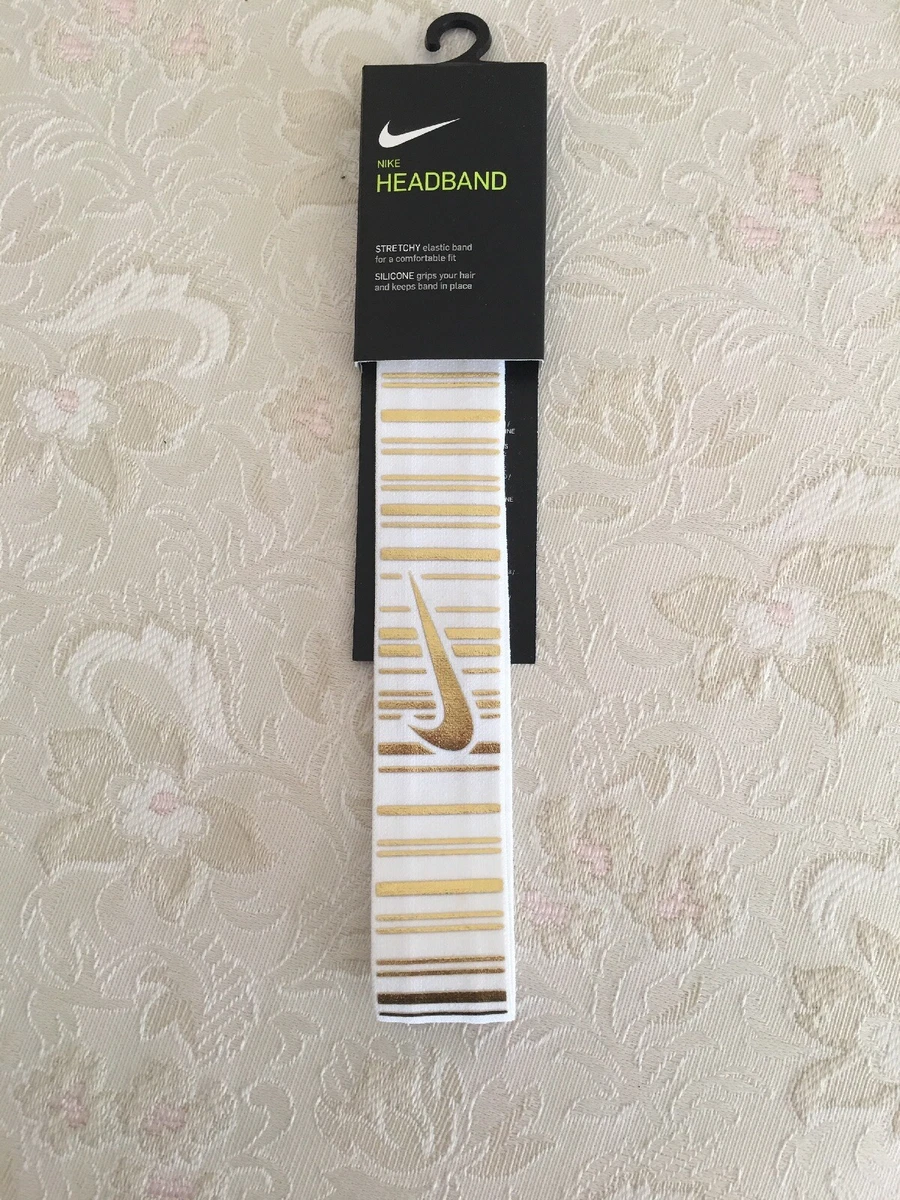 NIKE
HEADBAND
STRETCHY elastic band
for a comfortable fit
SILICONE grips your hair
and keeps band in place